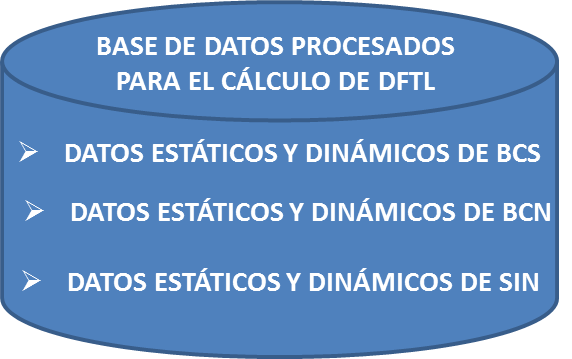 BASE DE DATOS PROCESADOS
PARA EL CÁLCULO DE DFTL
DATOS ESTÁTICOS Y DINÁMICOS DE BCS
DATOS ESTÁTICOS Y DINÁMICOS DE BCN
DATOS ESTÁTICOS Y DINÁMICOS DE SIN